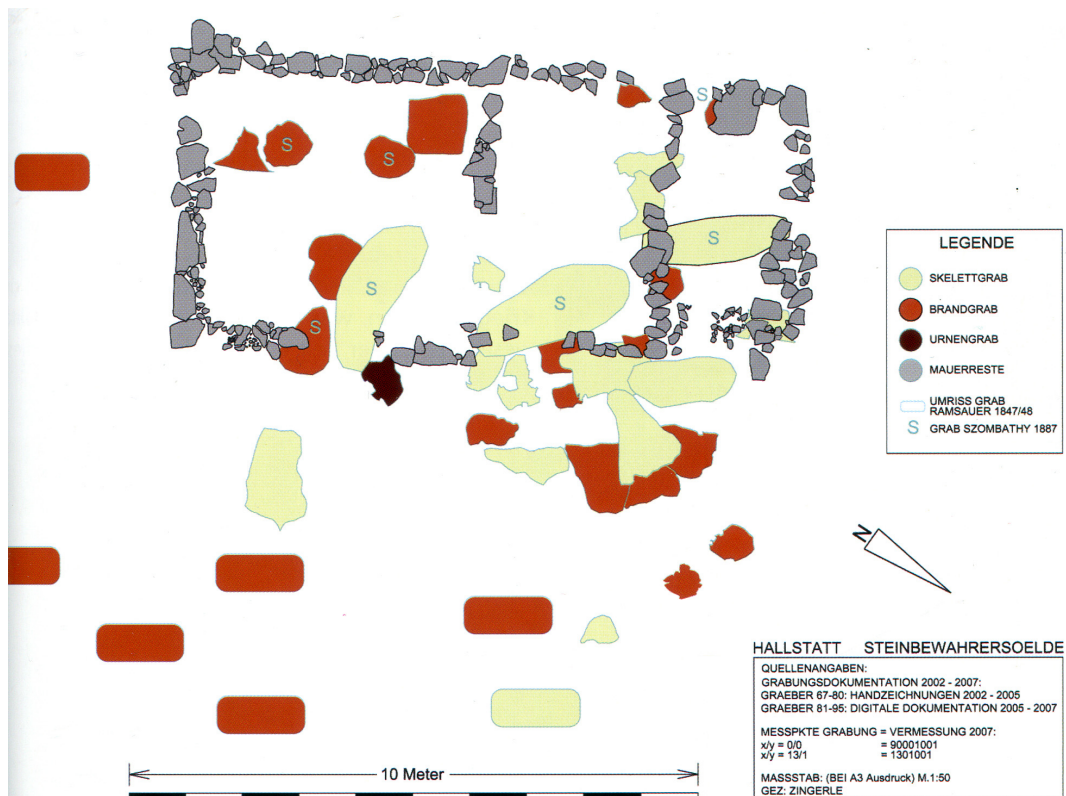 S
S
S
S
S
S
S
LEGENDE
SKELETTGRAB
BRANDGRAB
URNENGRAB
MAUERRESTE
UMRISS GRAB
RAMSAUER 1847/48
S GRAB SZOMBATHY 1887
N
HALLSTATT STEINBEWAHRERSOELDE
QUELLENANGABEN:
GRABUNGSDOKUMENTATION 2002 - 2007:
GRAEBER 67-80: HANDZEICHNUNGEN 2002 - 2005
GRAEBER 81-95: DIGITALE DOKUMENTATION 2005 - 2007
MESSPKTE GRABUNG = VERMESSUNG 2007:
x/y = 0/0 = 90001001
x/y = 13/1 = 1301001
MASSSTAB: (BEI A3 Ausdruck) M.1:50
GEZ: ZINGERLE
10 Meter